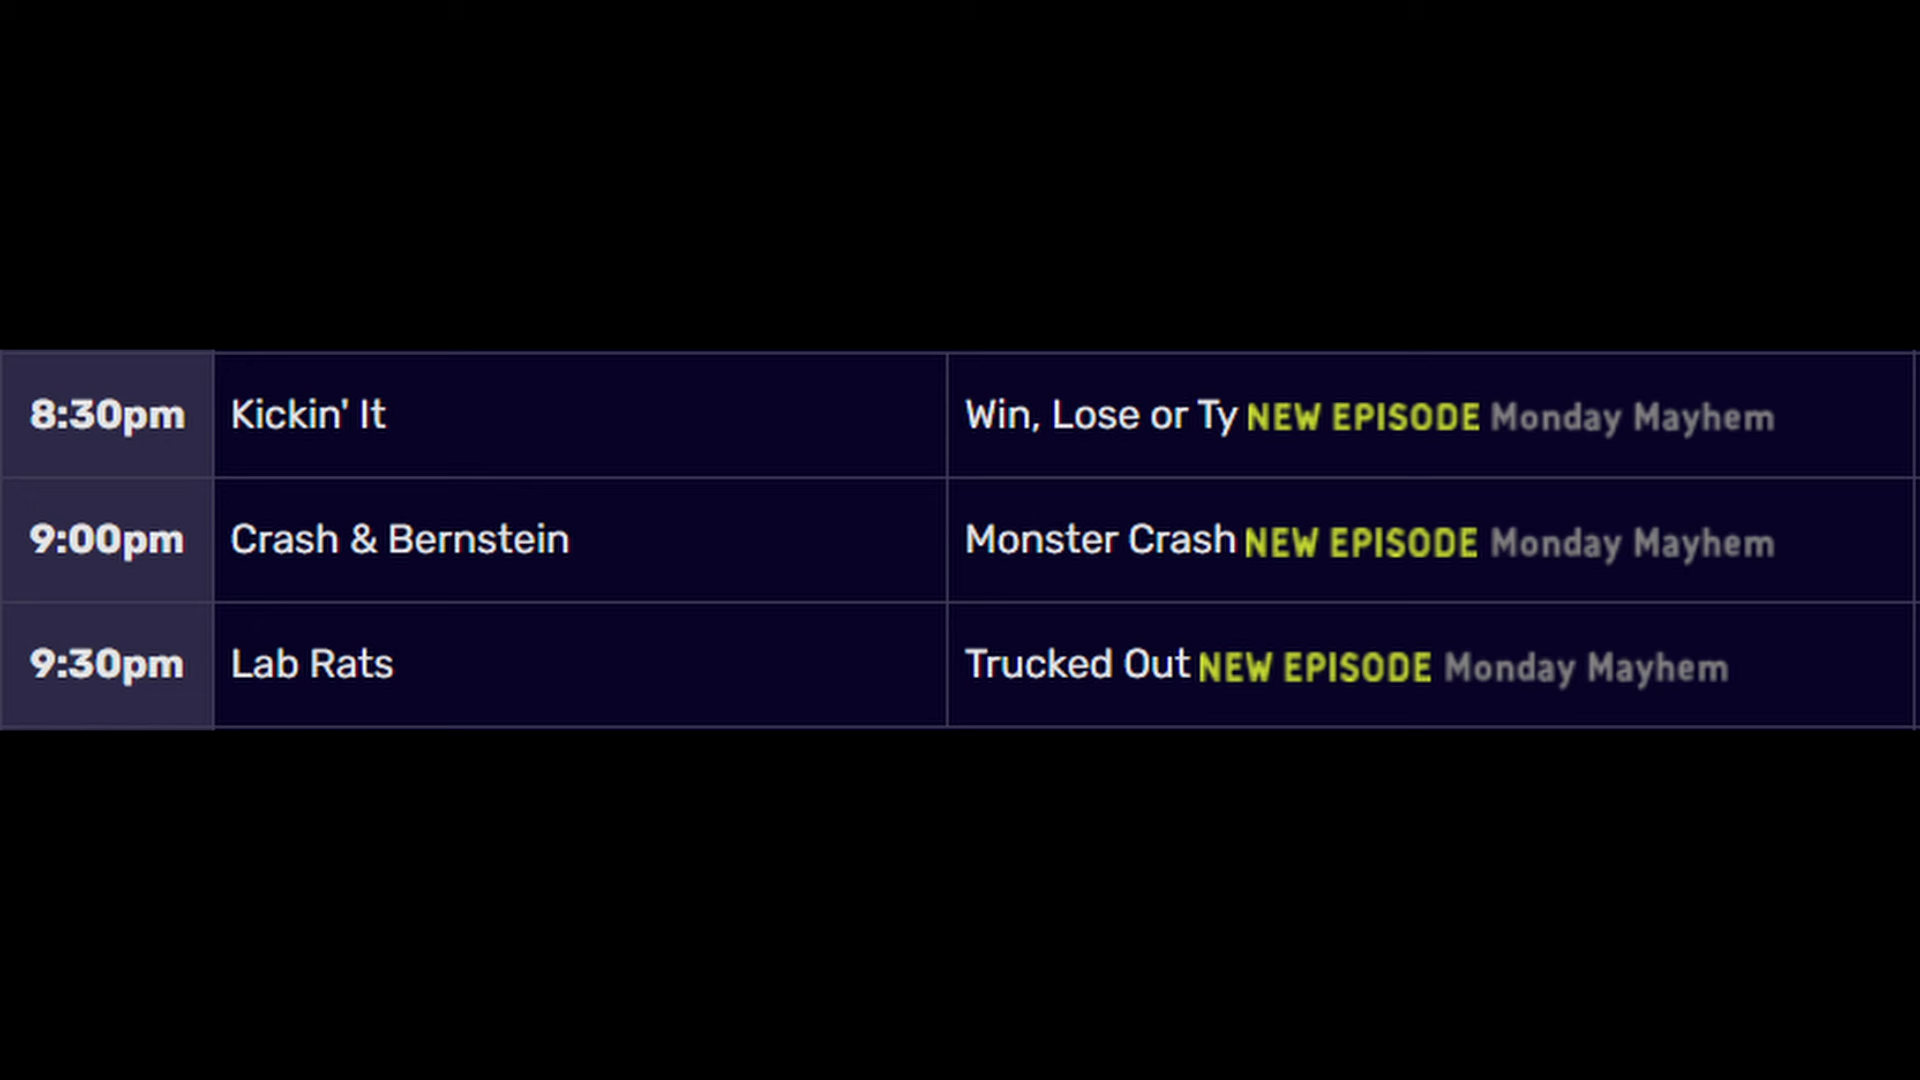 8:30pm Kickin' It Win, Lose or Ty NEW EPISODE Monday Mayhem
9:00pm Crash & Bernstein Monster Crash NEW EPISODE Monday Mayhem
9:30pm Lab Rats Trucked Out NEW EPISODE Monday Mayhem